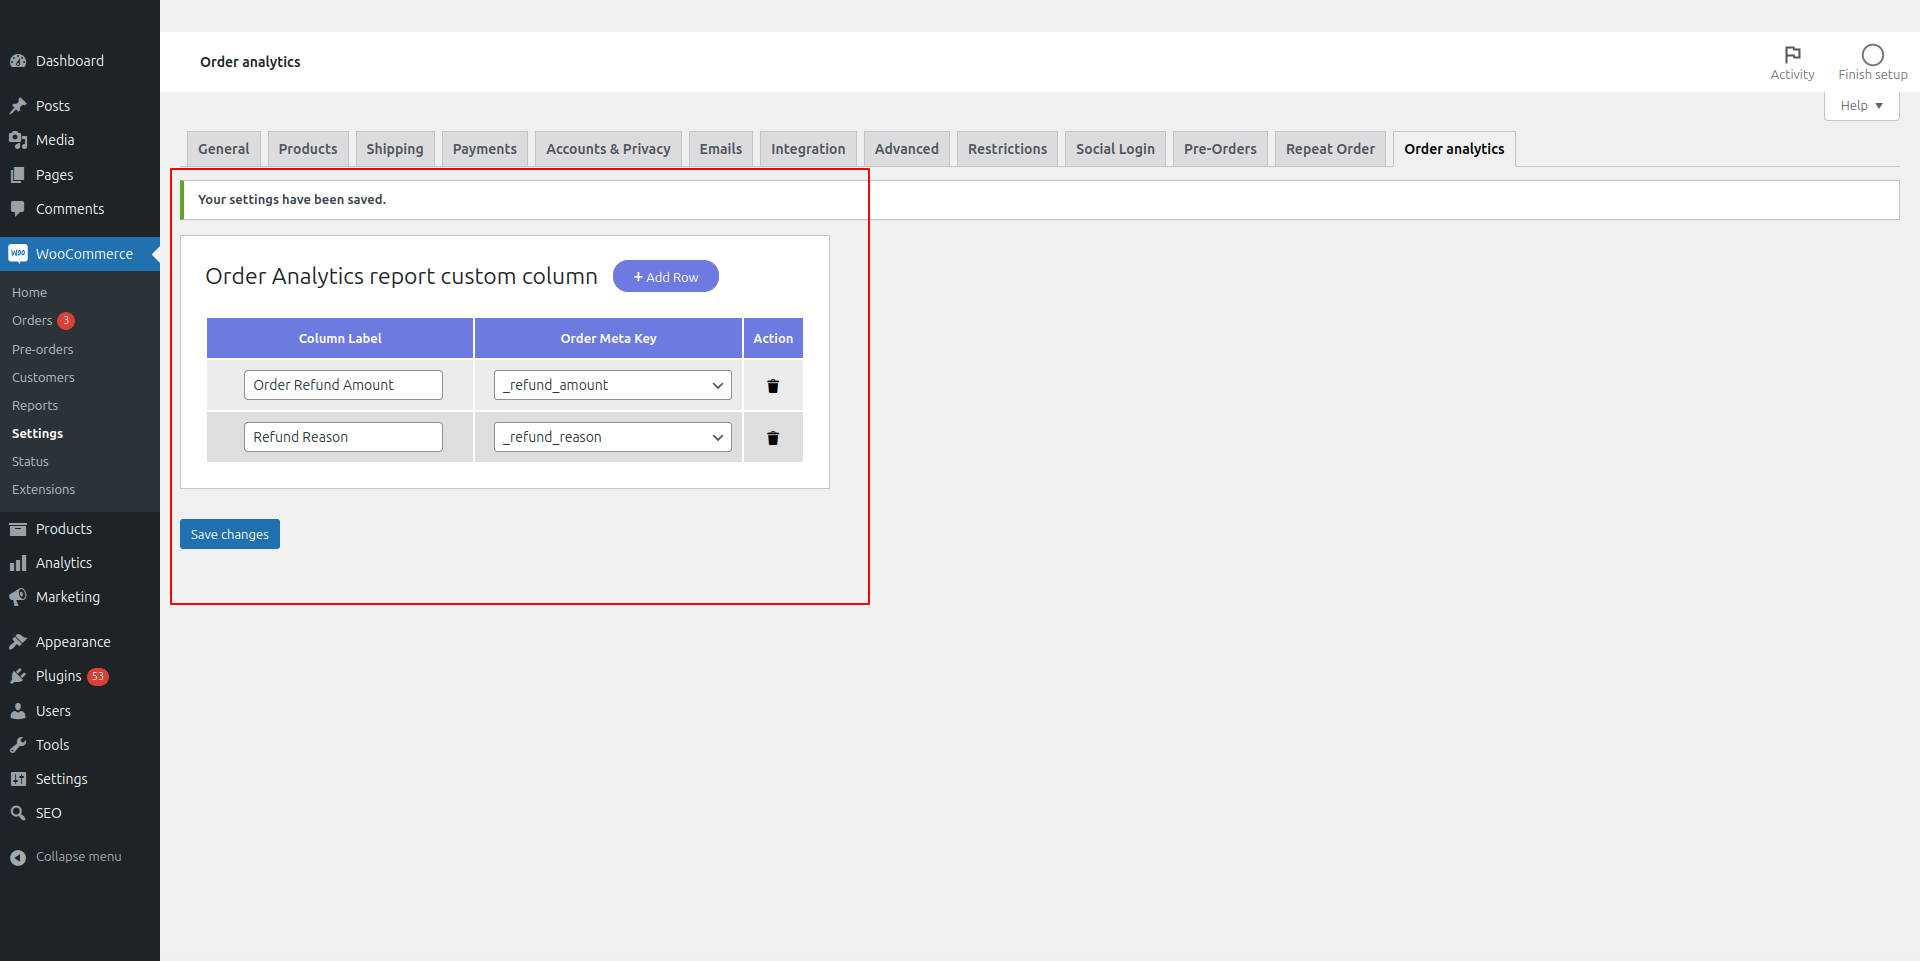 Dashboard
Posts
Media
Pages
Comments
WOO WooCommerce
Home
Orders 3
Pre-orders
Customers
Reports
Settings
Status
Extensions
Products
Analytics
Marketing
Appearance
Plugins 53
Users
Tools
Settings
SEO
Collapse menu
Order analytics
Activity
Finish setup
Help
General Products Shipping Payments Accounts & Privacy Emails Integration Advanced Restrictions Social Login Pre-Orders Repeat Order Order analytics
Your settings have been saved.
Order Analytics report custom column + Add Row
Column Label Order Meta Key Action
Order Refund Amount _refund_amount
Refund Reason _refund_reason
Save changes